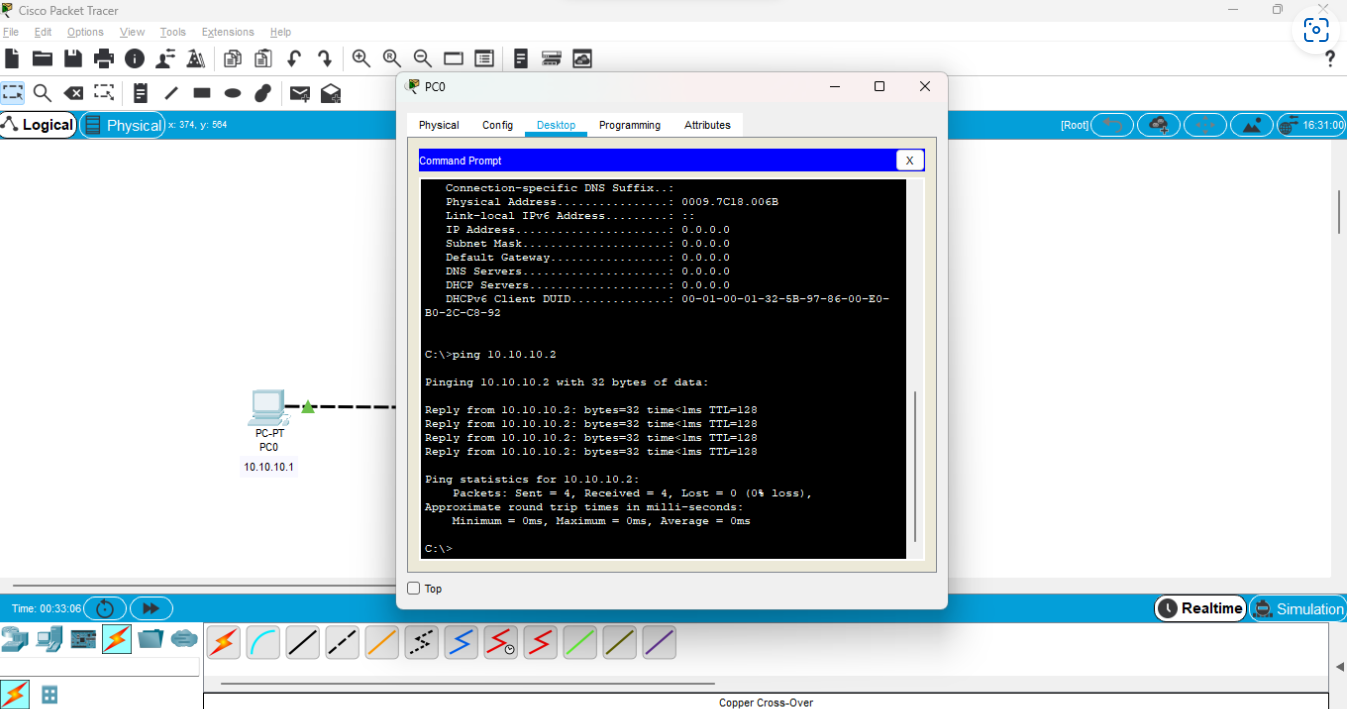 Cisco Packet Tracer
File Edit Options View Tools Extensions Help
?
PC0
Logical Physical x: 374, y: 564 [Root] 16:31:00
Physical Config Desktop Programming Attributes
Command Prompt X
Connection-specific DNS Suffix..:
Physical Address................: 0009.7C18.006B
Link-local IPv6 Address.........: ::
IP Address......................: 0.0.0.0
Subnet Mask.....................: 0.0.0.0
Default Gateway.................: 0.0.0.0
DNS Servers.....................: 0.0.0.0
DHCP Servers....................: 0.0.0.0
DHCPv6 Client DUID..............: 00-01-00-01-32-5B-97-86-00-E0-
B0-2C-C8-92
C:\>ping 10.10.10.2
Pinging 10.10.10.2 with 32 bytes of data:
Reply from 10.10.10.2: bytes=32 time<1ms TTL=128
Reply from 10.10.10.2: bytes=32 time<1ms TTL=128
Reply from 10.10.10.2: bytes=32 time<1ms TTL=128
Reply from 10.10.10.2: bytes=32 time<1ms TTL=128
Ping statistics for 10.10.10.2:
Packets: Sent = 4, Received = 4, Lost = 0 (0% loss),
Approximate round trip times in milli-seconds:
Minimum = 0ms, Maximum = 0ms, Average = 0ms
C:\>
PC-PT
PC0
10.10.10.1
Top
Time: 00:33:06 Realtime Simulation
Copper Cross-Over